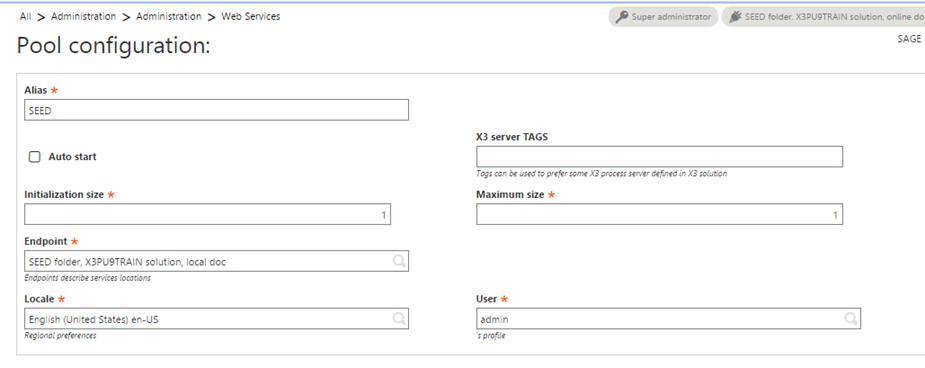 All > Administration > Administration > Web Services
Super administrator
SEED folder, X3PU9TRAIN solution, online do
Pool configuration:
SAGE
Alias *
SEED
Auto start
X3 server TAGS
Tags can be used to prefer some X3 process server defined in X3 solution
Initialization size *
1
Maximum size *
1
Endpoint *
SEED folder, X3PU9TRAIN solution, local doc
Endpoints describe services locations
Locale *
English (United States) en-US
Regional preferences
User *
admin
's profile